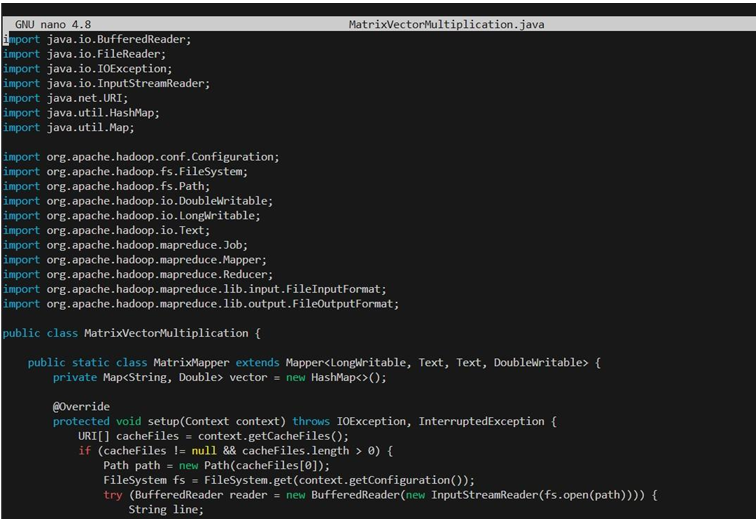 GNU nano 4.8 MatrixVectorMultiplication.java
import java.io.BufferedReader;
import java.io.FileReader;
import java.io.IOException;
import java.io.InputStreamReader;
import java.net.URI;
import java.util.HashMap;
import java.util.Map;
import org.apache.hadoop.conf.Configuration;
import org.apache.hadoop.fs.FileSystem;
import org.apache.hadoop.fs.Path;
import org.apache.hadoop.io.DoubleWritable;
import org.apache.hadoop.io.LongWritable;
import org.apache.hadoop.io.Text;
import org.apache.hadoop.mapreduce.Job;
import org.apache.hadoop.mapreduce.Mapper;
import org.apache.hadoop.mapreduce.Reducer;
import org.apache.hadoop.mapreduce.lib.input.FileInputFormat;
import org.apache.hadoop.mapreduce.lib.output.FileOutputFormat;
public class MatrixVectorMultiplication {
public static class MatrixMapper extends Mapper<LongWritable, Text, Text, DoubleWritable> {
private Map<String, Double> vector = new HashMap<>();
@Override
protected void setup(Context context) throws IOException, InterruptedException {
URI[] cacheFiles = context.getCacheFiles();
if (cacheFiles != null && cacheFiles.length > 0) {
Path path = new Path(cacheFiles[0]);
FileSystem fs = FileSystem.get(context.getConfiguration());
try (BufferedReader reader = new BufferedReader(new InputStreamReader(fs.open(path)))) {
String line;